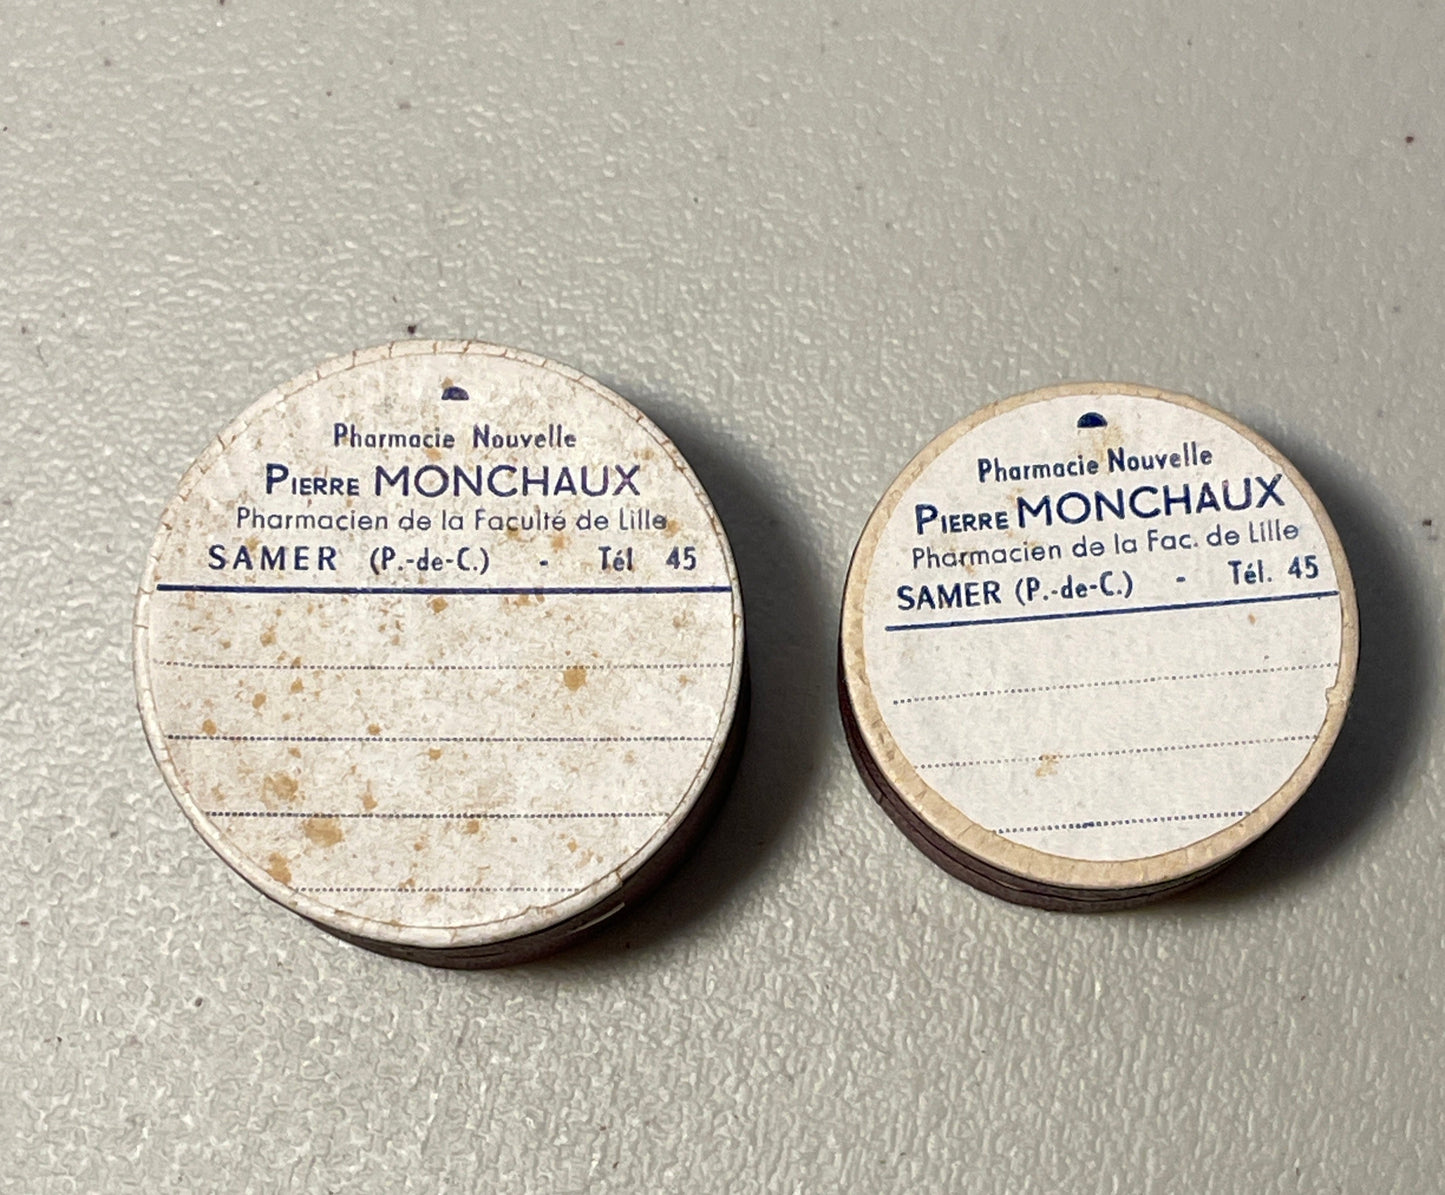 Pharmacie Nouvelle
PIERRE MONCHAUX
Pharmacien de la Faculté de Lille
SAMER (P.-de-C.) - Tél 45
Pharmacie Nouvelle
PIERRE MONCHAUX
Pharmacien de la Fac. de Lille
SAMER (P.-de-C.) - Tél. 45